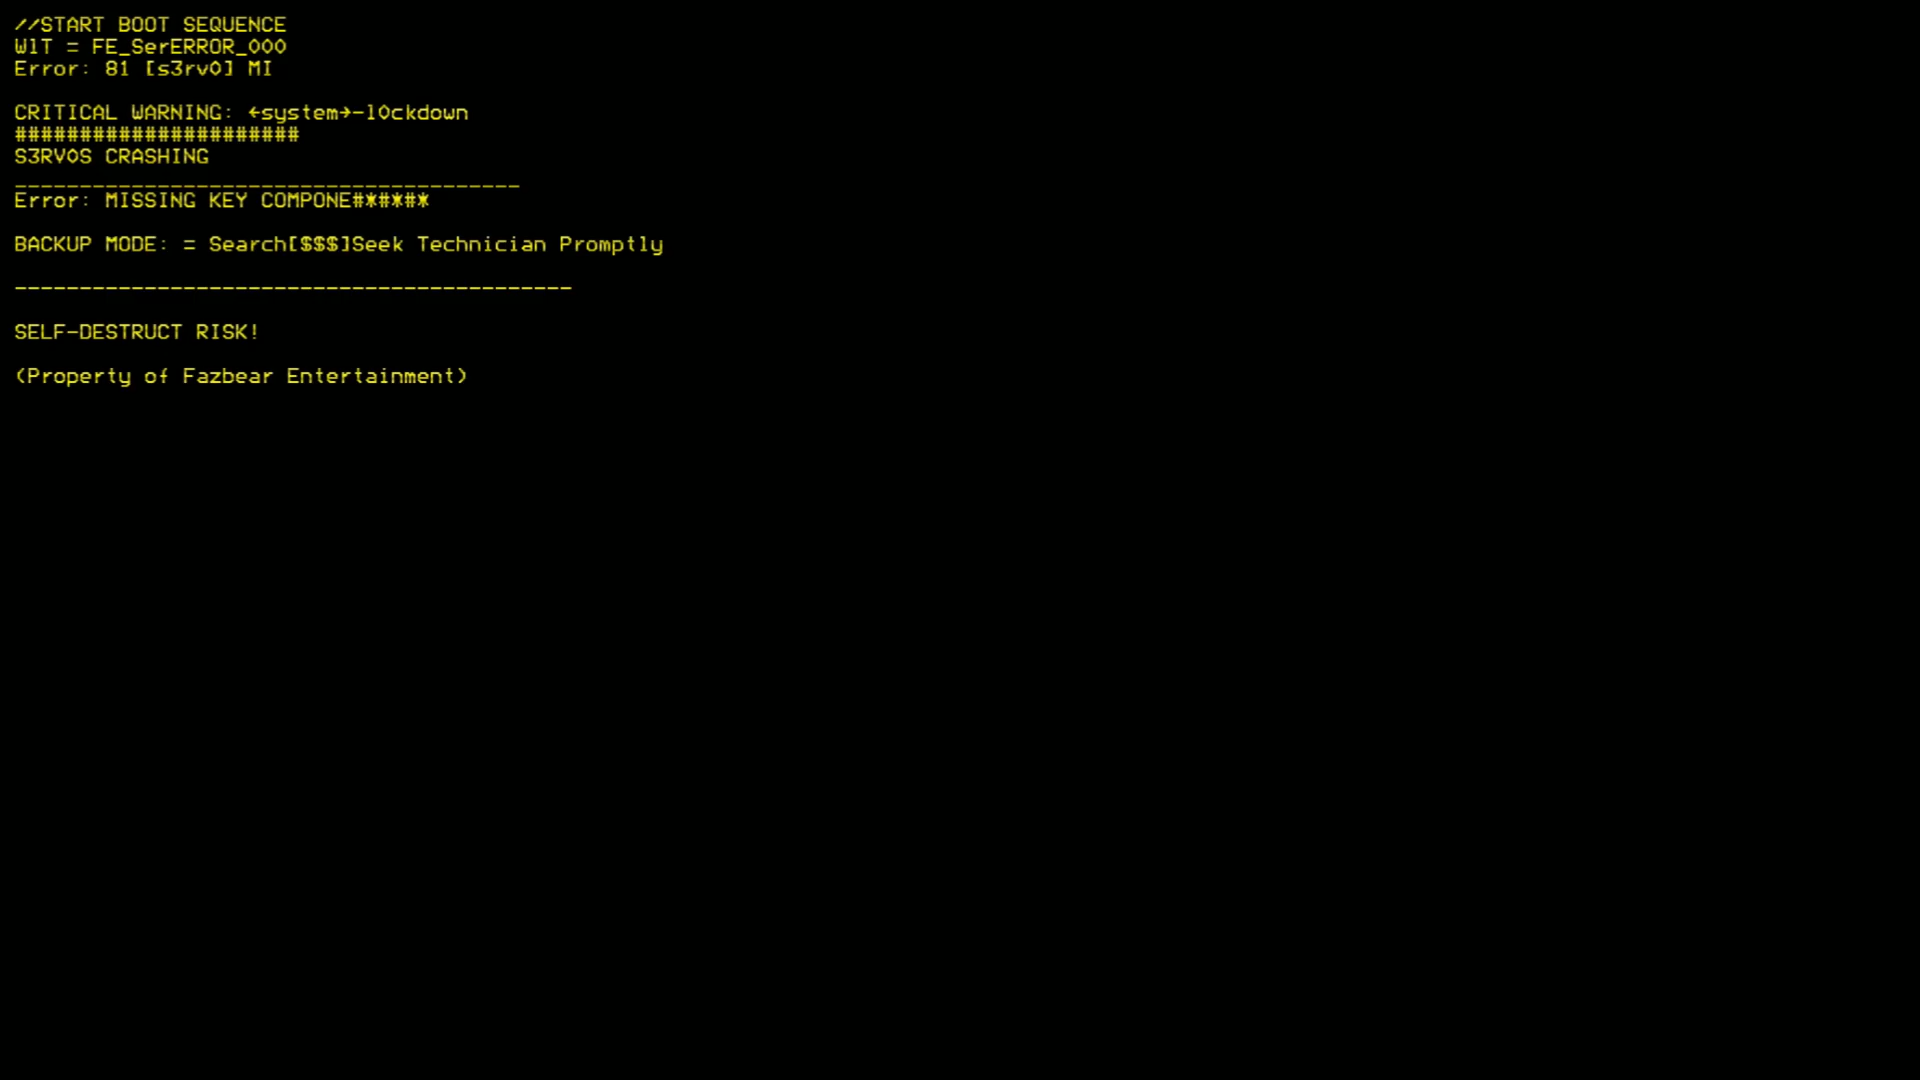 //START BOOT SEQUENCE
W1T = FE_SerERROR_000
Error: 81 [s3rv0] MI
CRITICAL WARNING: ←system→-l0ckdown
######################
S3RV0S CRASHING
_______________________________________
Error: MISSING KEY COMPONE#*#*#*
BACKUP MODE: = Search[$$$]Seek Technician Promptly
-------------------------------------------
SELF-DESTRUCT RISK!
(Property of Fazbear Entertainment)